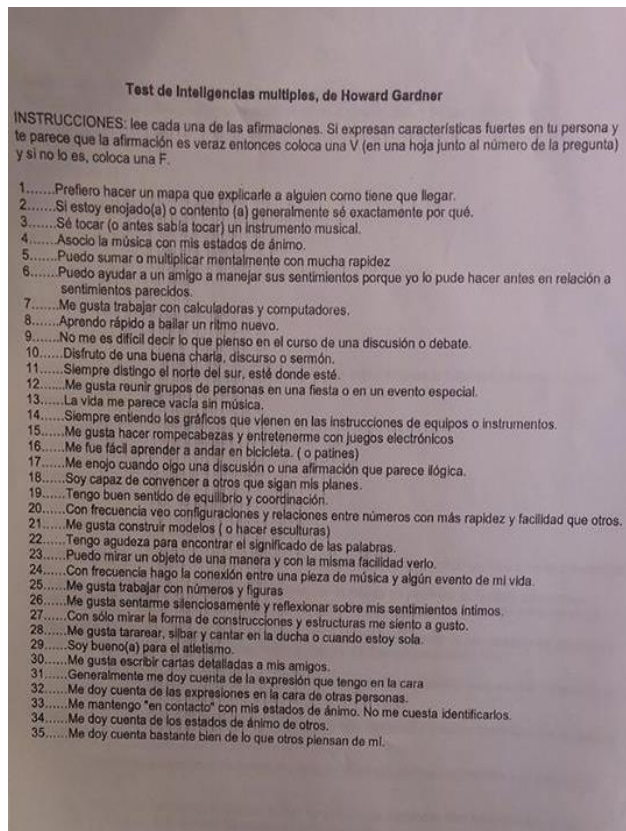 Test de Inteligencias multiples, de Howard Gardner
INSTRUCCIONES: lee cada una de las afirmaciones. Si expresan características fuertes en tu persona y
te parece que la afirmación es veraz entonces coloca una V (en una hoja junto al número de la pregunta)
y si no lo es, coloca una F.
1.......Prefiero hacer un mapa que explicarle a alguien como tiene que llegar.
2.......Si estoy enojado(a) o contento (a) generalmente sé exactamente por qué.
3.......Sé tocar (o antes sabía tocar) un instrumento musical.
4.......Asocio la música con mis estados de ánimo.
5.......Puedo sumar o multiplicar mentalmente con mucha rapidez
6.......Puedo ayudar a un amigo a manejar sus sentimientos porque yo lo pude hacer antes en relación a
sentimientos parecidos.
7.......Me gusta trabajar con calculadoras y computadores.
8.......Aprendo rápido a bailar un ritmo nuevo.
9.......No me es difícil decir lo que pienso en el curso de una discusión o debate.
10......Disfruto de una buena charla, discurso o sermón.
11......Siempre distingo el norte del sur, esté donde esté.
12......Me gusta reunir grupos de personas en una fiesta o en un evento especial.
13......La vida me parece vacía sin música.
14......Siempre entiendo los gráficos que vienen en las instrucciones de equipos o instrumentos.
15......Me gusta hacer rompecabezas y entretenerme con juegos electrónicos
16......Me fue fácil aprender a andar en bicicleta. ( o patines)
17......Me enojo cuando oigo una discusión o una afirmación que parece ilógica.
18......Soy capaz de convencer a otros que sigan mis planes.
19......Tengo buen sentido de equilibrio y coordinación.
20......Con frecuencia veo configuraciones y relaciones entre números con más rapidez y facilidad que otros.
21......Me gusta construir modelos ( o hacer esculturas)
22......Tengo agudeza para encontrar el significado de las palabras.
23......Puedo mirar un objeto de una manera y con la misma facilidad verlo.
24......Con frecuencia hago la conexión entre una pieza de música y algún evento de mi vida.
25......Me gusta trabajar con números y figuras
26......Me gusta sentarme silenciosamente y reflexionar sobre mis sentimientos íntimos.
27......Con sólo mirar la forma de construcciones y estructuras me siento a gusto.
28......Me gusta tararear, silbar y cantar en la ducha o cuando estoy sola.
29......Soy bueno(a) para el atletismo.
30......Me gusta escribir cartas detalladas a mis amigos.
31......Generalmente me doy cuenta de la expresión que tengo en la cara
32......Me doy cuenta de las expresiones en la cara de otras personas.
33......Me mantengo "en contacto" con mis estados de ánimo. No me cuesta identificarlos.
34......Me doy cuenta de los estados de ánimo de otros.
35......Me doy cuenta bastante bien de lo que otros piensan de mí.